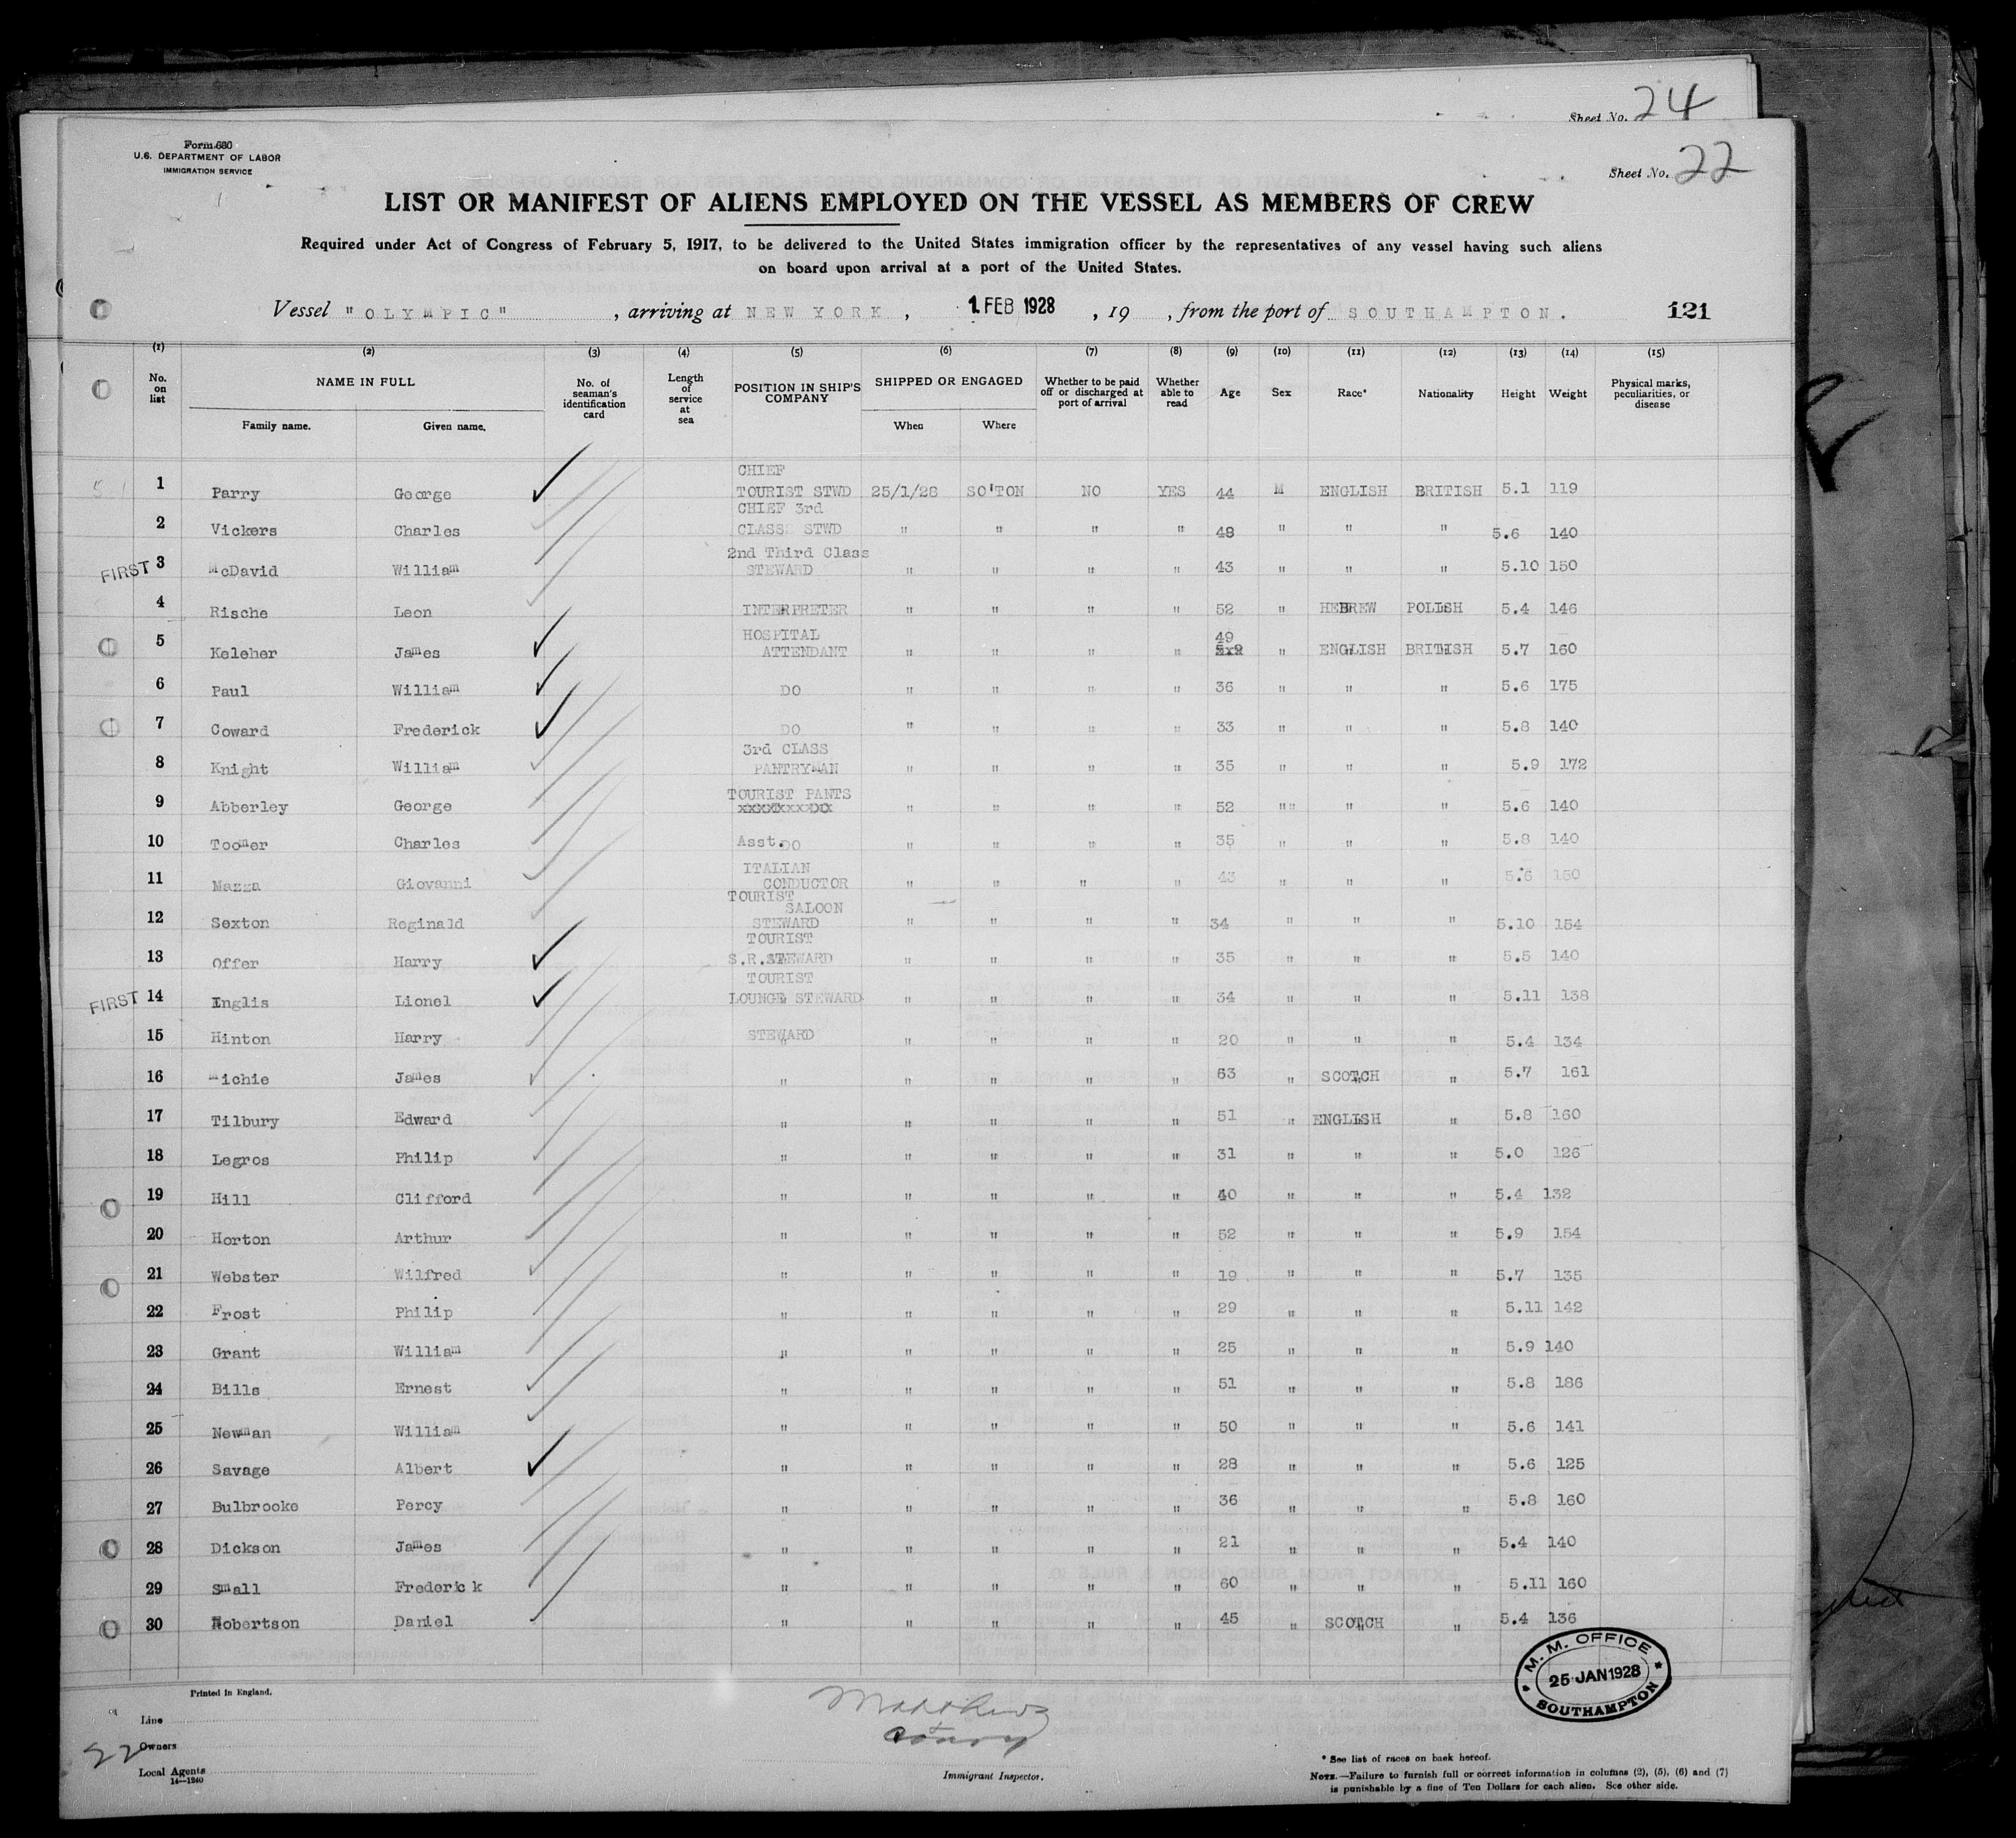 Sheet No. 24
Form 680
U.S. DEPARTMENT OF LABOR
IMMIGRATION SERVICE
Sheet No. 22
LIST OR MANIFEST OF ALIENS EMPLOYED ON THE VESSEL AS MEMBERS OF CREW
Required under Act of Congress of February 5, 1917, to be delivered to the United States immigration officer by the representatives of any vessel having such aliens
on board upon arrival at a port of the United States.
Vessel "OLYMPIC" , arriving at NEW YORK , 1 FEB 1928 , 19 , from the port of SOUTHAMPTON. 121
(1) (2) (3) (4) (5) (6) (7) (8) (9) (10) (11) (12) (13) (14) (15)
No. on list NAME IN FULL Family name. Given name. No. of seaman's identification card Length of service at sea POSITION IN SHIP'S COMPANY SHIPPED OR ENGAGED When Where Whether to be paid off or discharged at port of arrival Whether able to read Age Sex Race* Nationality Height Weight Physical marks, peculiarities, or disease
1 Parry George CHIEF TOURIST STWD 25/1/28 SO'TON NO YES 44 M ENGLISH BRITISH 5.1 119
2 Vickers Charles CHIEF 3rd CLASS STWD " " " " 48 " " " 5.6 140
FIRST 3 McDavid William 2nd Third Class STEWARD " " " " 43 " " " 5.10 150
4 Rische Leon INTERPRETER " " " " 52 " HEBREW POLISH 5.4 146
5 Keleher James HOSPITAL ATTENDANT " " " " 49 " ENGLISH BRITISH 5.7 160
6 Paul William DO " " " " 36 " " " 5.6 175
7 Coward Frederick DO " " " " 33 " " " 5.8 140
8 Knight William 3rd CLASS PANTRYMAN " " " " 35 " " " 5.9 172
9 Abberley George TOURIST PANTS " " " " 52 "" " " 5.6 140
10 Toomer Charles Asst. DO " " " " 35 " " " 5.8 140
11 Mazza Giovanni ITALIAN CONDUCTOR " " " " 43 " " " 5.6 150
12 Sexton Reginald TOURIST SALOON STEWARD " " " " 34 " " " 5.10 154
13 Offer Harry TOURIST S.R.STEWARD " " " " 35 " " " 5.5 140
FIRST 14 Inglis Lionel TOURIST LOUNGE STEWARD " " " " 34 " " " 5.11 138
15 Hinton Harry STEWARD " " " " 20 " " " 5.4 134
16 Michie James " " " " " 63 " SCOTCH " 5.7 161
17 Tilbury Edward " " " " " 51 " ENGLISH " 5.8 160
18 Legros Philip " " " " " 31 " " " 5.0 126
19 Hill Clifford " " " " " 40 " " " 5.4 132
20 Horton Arthur " " " " " 52 " " " 5.9 154
21 Webster Wilfred " " " " " 19 " " " 5.7 135
22 Frost Philip " " " " " 29 " " " 5.11 142
23 Grant William " " " " " 25 " " " 5.9 140
24 Bills Ernest " " " " " 51 " " " 5.8 186
25 Newman William " " " " " 50 " " " 5.6 141
26 Savage Albert " " " " " 28 " " " 5.6 125
27 Bulbrooke Percy " " " " " 36 " " " 5.8 160
28 Dickson James " " " " " 21 " " " 5.4 140
29 Small Frederick " " " " " 60 " " " 5.11 160
30 Robertson Daniel " " " " " 45 " SCOTCH " 5.4 136
M. M. OFFICE
25 JAN 1928
SOUTHAMPTON
Printed in England.
Line
22 Owners
Local Agents
14—1240
Matthews
Immigrant Inspector.
* See list of races on back hereof.
NOTE.—Failure to furnish full or correct information in columns (2), (5), (6) and (7)
is punishable by a fine of Ten Dollars for each alien. See other side.